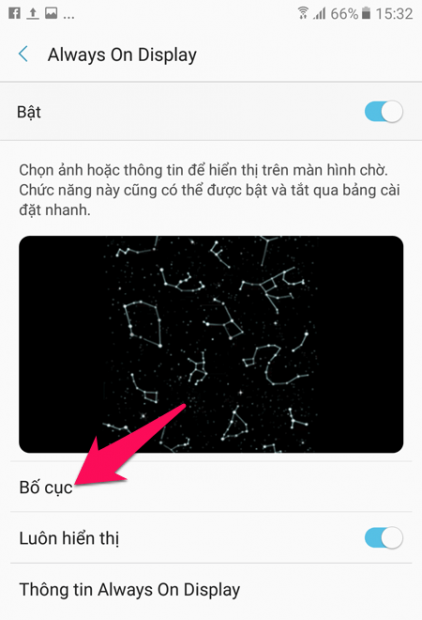 ... 66% 15:32
Always On Display
Bật
Chọn ảnh hoặc thông tin để hiển thị trên màn hình chờ.
Chức năng này cũng có thể được bật và tắt qua bảng cài
đặt nhanh.
Bố cục
Luôn hiển thị
Thông tin Always On Display